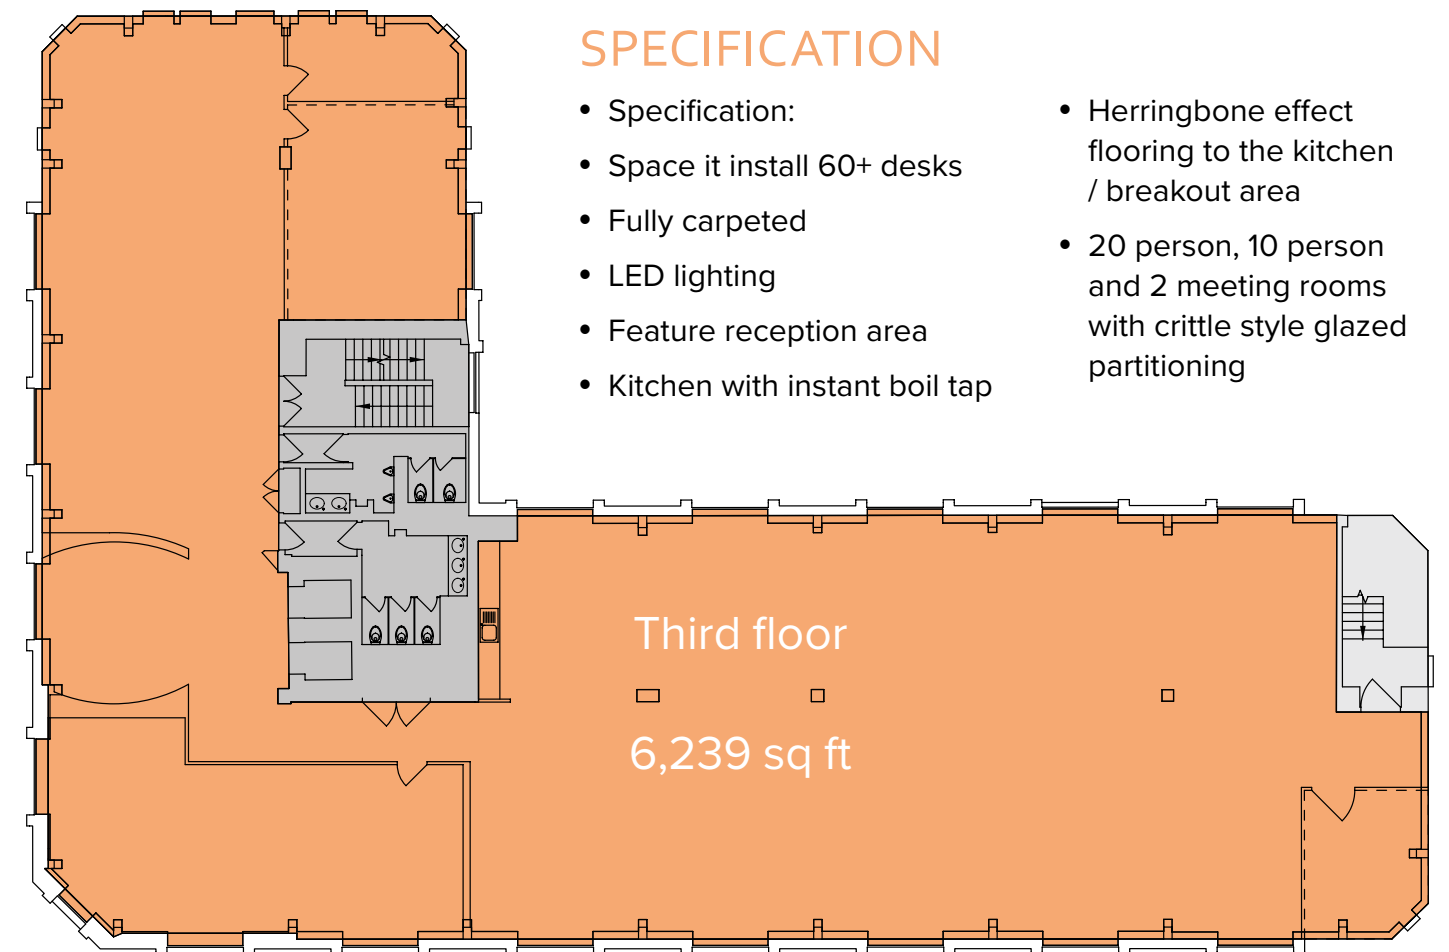 SPECIFICATION
• Specification:
• Space it install 60+ desks
• Fully carpeted
• LED lighting
• Feature reception area
• Kitchen with instant boil tap
• Herringbone effect
flooring to the kitchen
/ breakout area
• 20 person, 10 person
and 2 meeting rooms
with crittle style glazed
partitioning
Third floor
6,239 sq ft